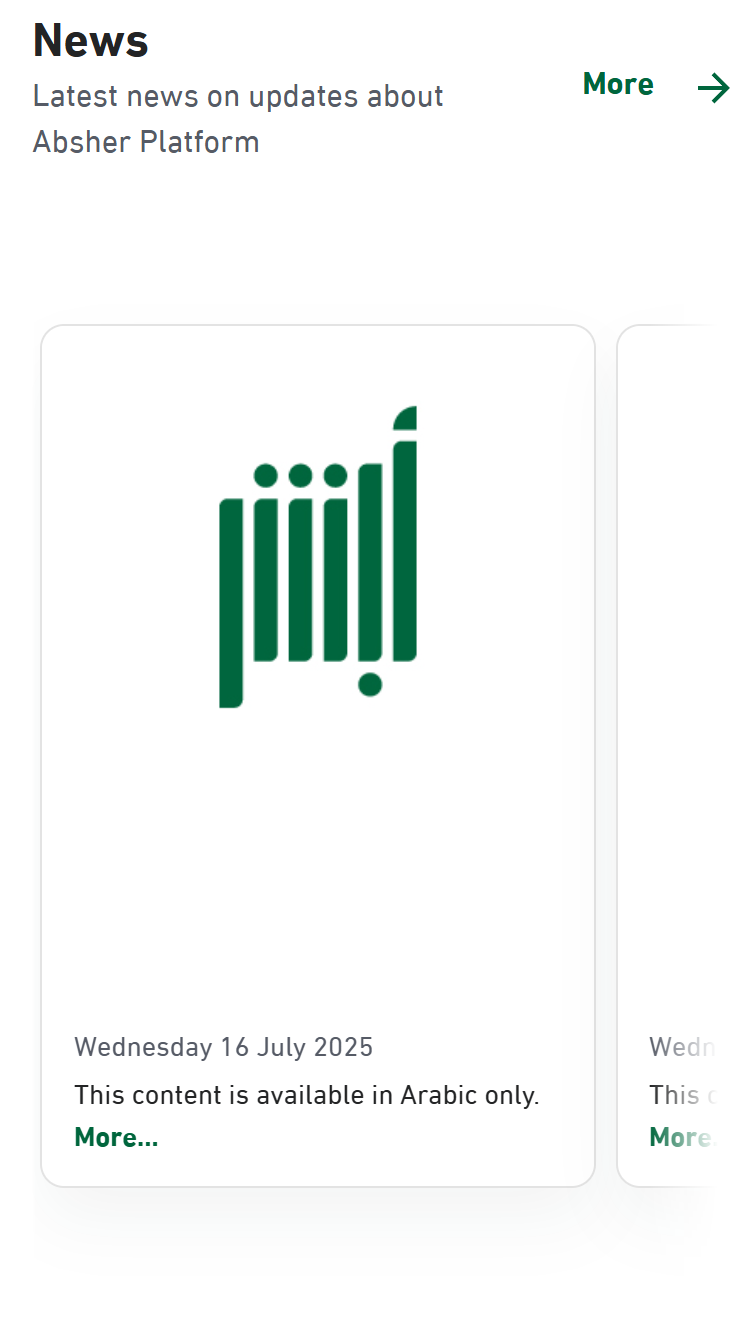 News
Latest news on updates about
Absher Platform
More
أبشر
Wednesday 16 July 2025
This content is available in Arabic only.
More...
This
More